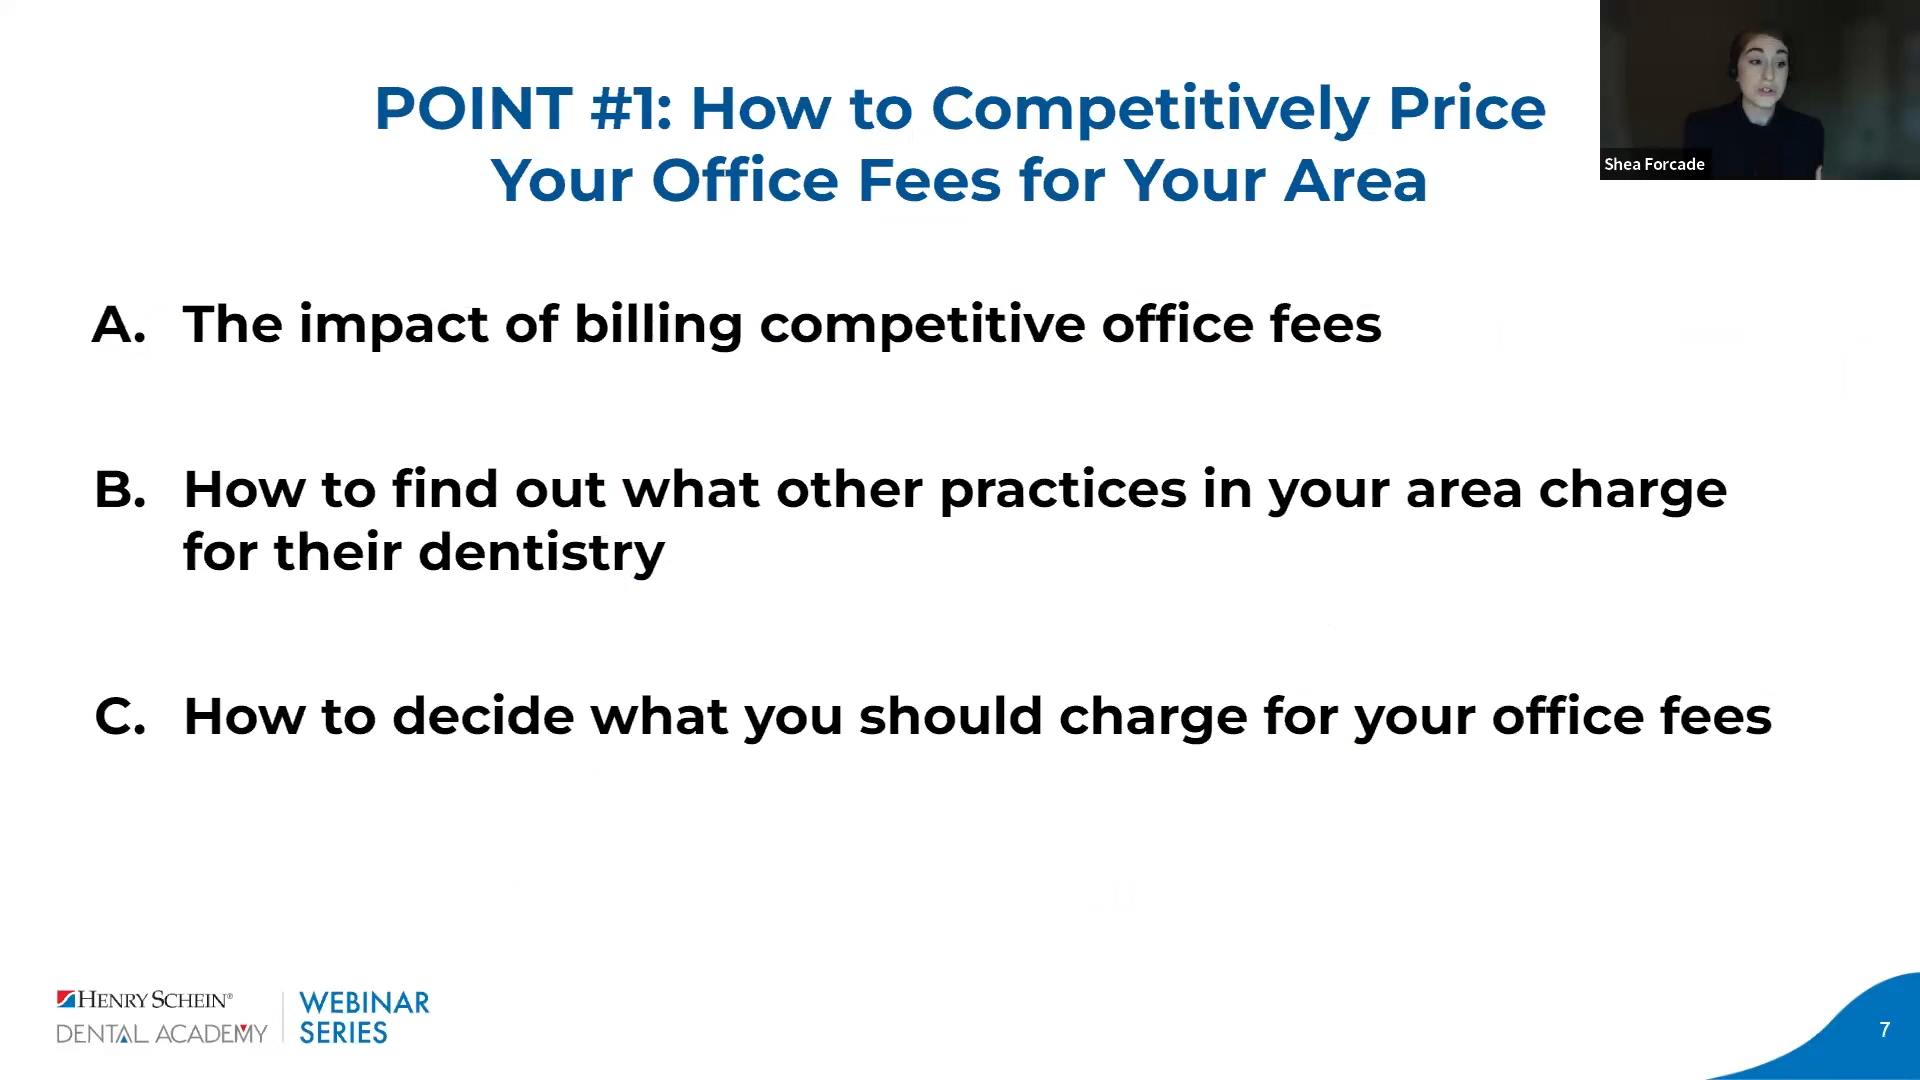 POINT #1: How to Competitively Price
Your Office Fees for Your Area
Shea Forcade
A. The impact of billing competitive office fees
B. How to find out what other practices in your area charge
for their dentistry
C. How to decide what you should charge for your office fees
HENRY SCHEIN®
DENTAL ACADEMY
WEBINAR
SERIES
7